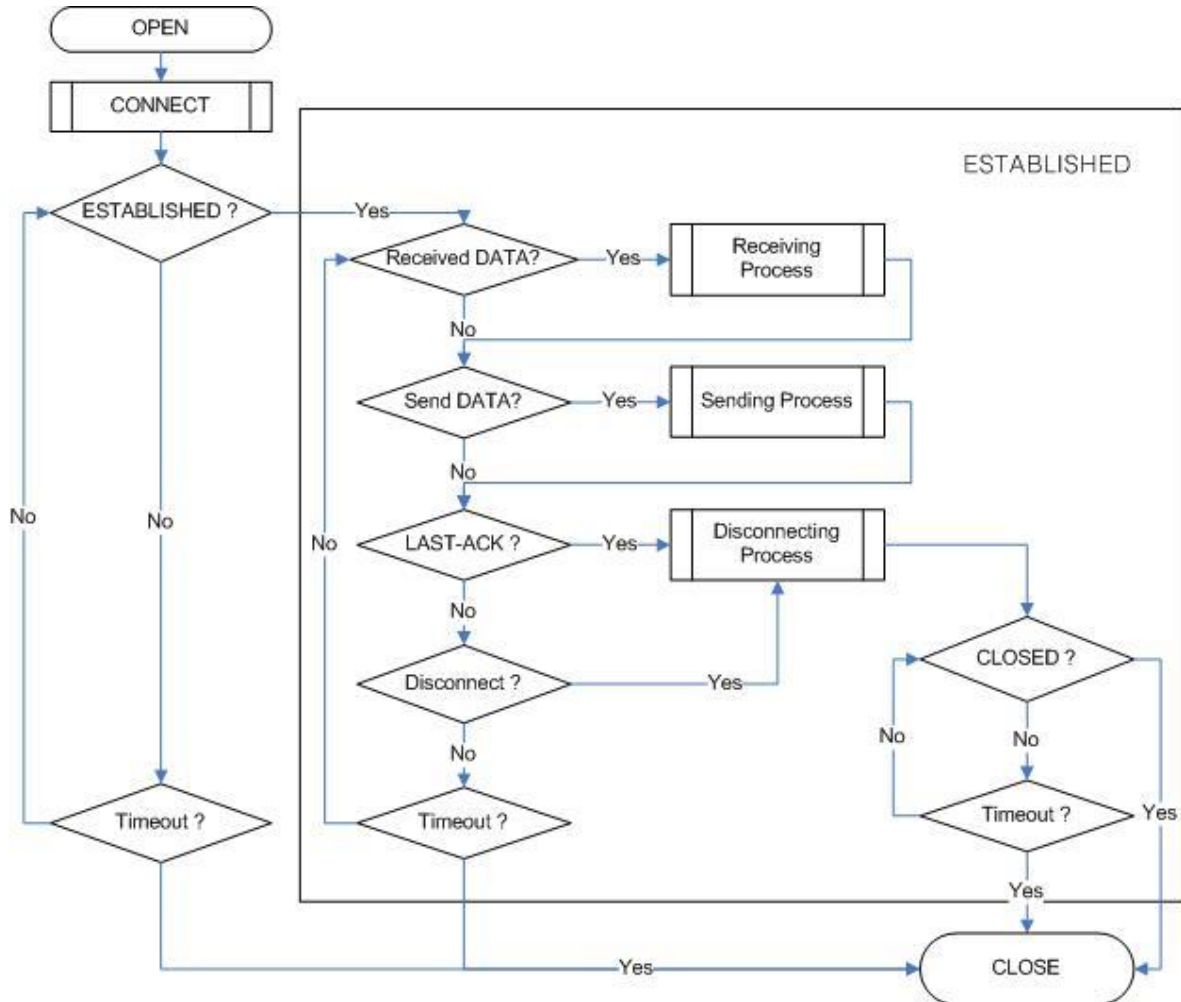 OPEN
CONNECT
ESTABLISHED
ESTABLISHED ?
Yes
Received DATA?
Yes
Receiving
Process
No
Send DATA?
Yes
Sending Process
No
No
No
No
LAST-ACK ?
Yes
Disconnecting
Process
No
CLOSED ?
Disconnect ?
Yes
No
No
No
Timeout ?
Timeout ?
Timeout ?
Yes
Yes
Yes
CLOSE